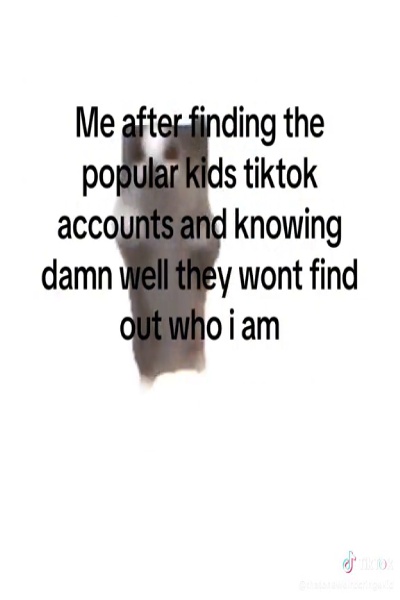 Me after finding the
popular kids tiktok
accounts and knowing
damn well they wont find
out who i am
TikTok